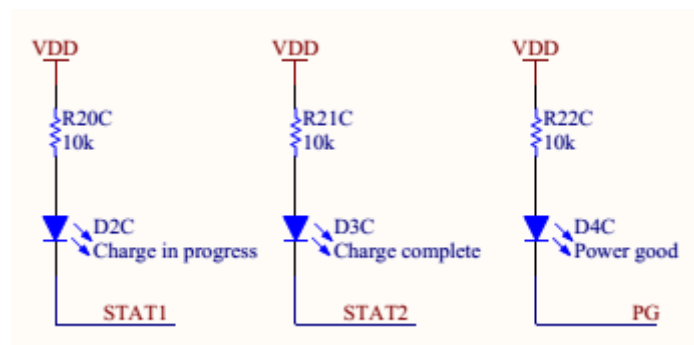 VDD
R20C
10k
D2C
Charge in progress
STAT1
VDD
R21C
10k
D3C
Charge complete
STAT2
VDD
R22C
10k
D4C
Power good
PG